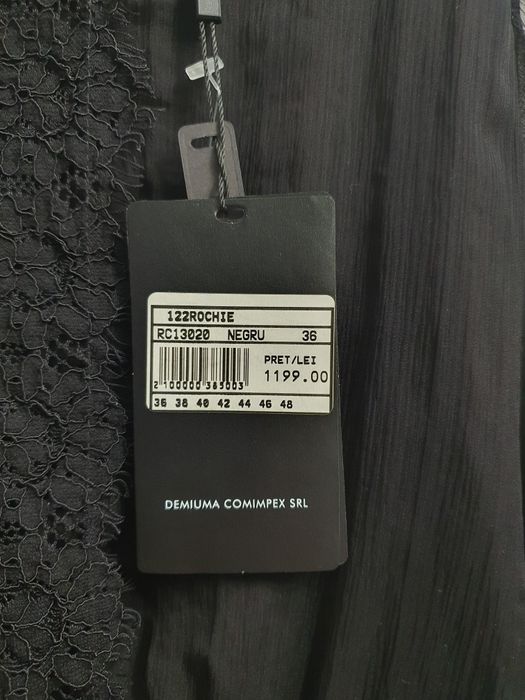 122ROCHIE
RC13020 NEGRU 36
PRET/LEI
1199.00
2 100000 385003
36 38 40 42 44 46 48
DEMIUMA COMIMPEX SRL